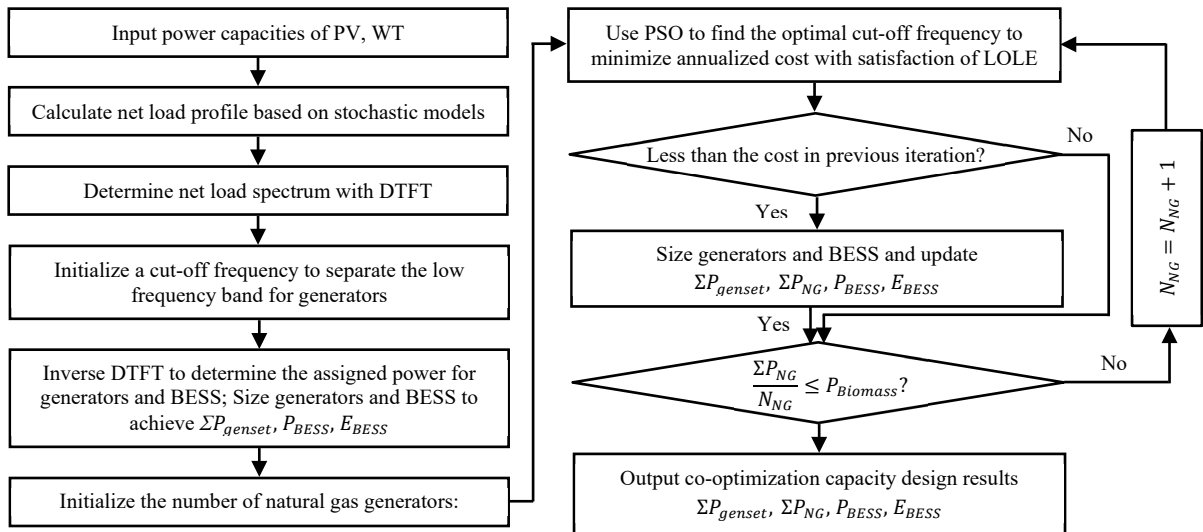 Input power capacities of PV, WT
Calculate net load profile based on stochastic models
Determine net load spectrum with DTFT
Initialize a cut-off frequency to separate the low
frequency band for generators
Inverse DTFT to determine the assigned power for
generators and BESS; Size generators and BESS to
achieve ΣP_genset, P_BESS, E_BESS
Initialize the number of natural gas generators:
Use PSO to find the optimal cut-off frequency to
minimize annualized cost with satisfaction of LOLE
Less than the cost in previous iteration?
No
Yes
Size generators and BESS and update
ΣP_genset, ΣP_NG, P_BESS, E_BESS
Yes
ΣP_NG / N_NG ≤ P_Biomass?
No
N_NG = N_NG + 1
Output co-optimization capacity design results
ΣP_genset, ΣP_NG, P_BESS, E_BESS